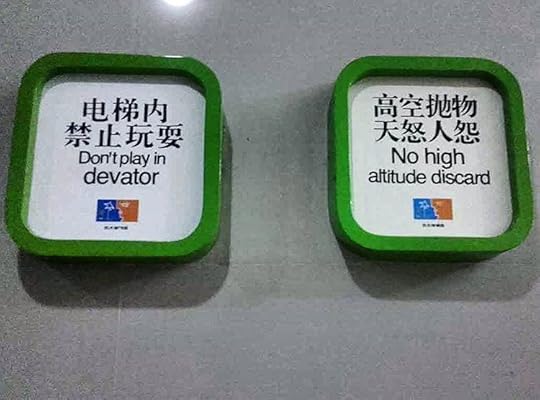 电梯内
禁止玩耍
Don't play in
devator
高空抛物
天怒人怨
No high
altitude discard